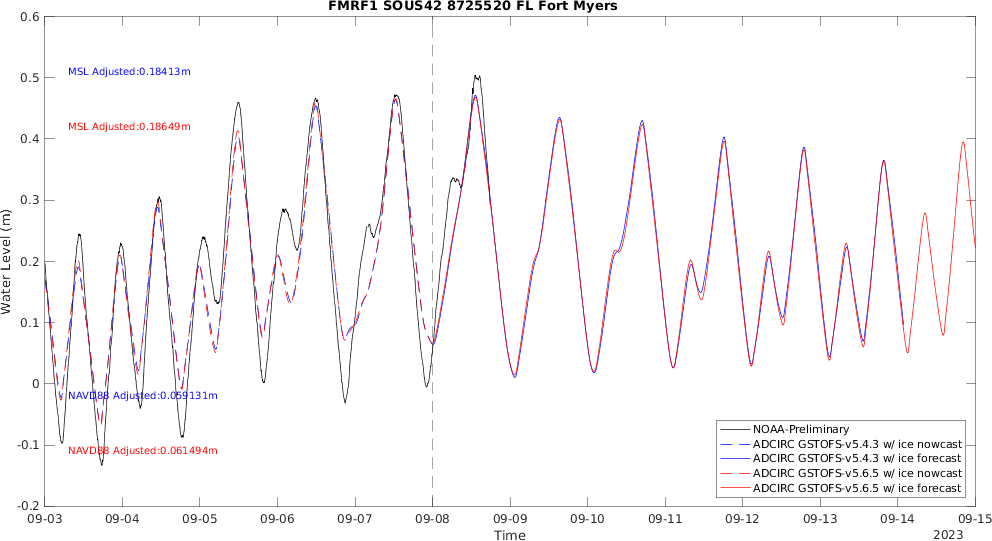 FMRF1 SOUS42 8725520 FL Fort Myers
0.6
0.5
0.4
0.3
0.2
0.1
0
-0.1
-0.2
Water Level (m)
MSL Adjusted:0.18413m
MSL Adjusted:0.18649m
NAVD88 Adjusted:0.059131m
NAVD88 Adjusted:0.061494m
NOAA-Preliminary
ADCIRC GSTOFS-v5.4.3 w/ ice nowcast
ADCIRC GSTOFS-v5.4.3 w/ ice forecast
ADCIRC GSTOFS-v5.6.5 w/ ice nowcast
ADCIRC GSTOFS-v5.6.5 w/ ice forecast
09-03 09-04 09-05 09-06 09-07 09-08 09-09 09-10 09-11 09-12 09-13 09-14 09-15
Time
2023